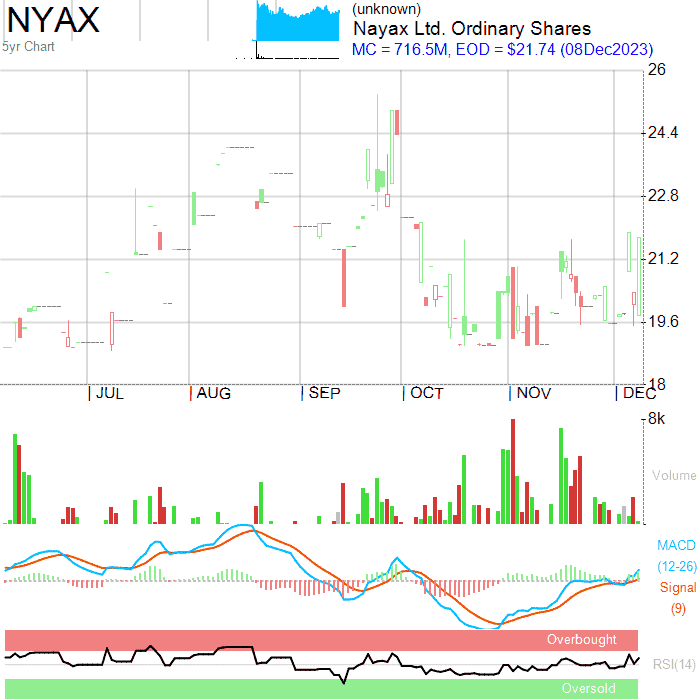 NYAX
5yr Chart
(unknown)
Nayax Ltd. Ordinary Shares
MC = 716.5M, EOD = $21.74 (08Dec2023)
26
24.4
22.8
21.2
19.6
18
JUL AUG SEP OCT NOV DEC
8k
Volume
MACD
(12-26)
Signal
(9)
Overbought
RSI(14)
Oversold